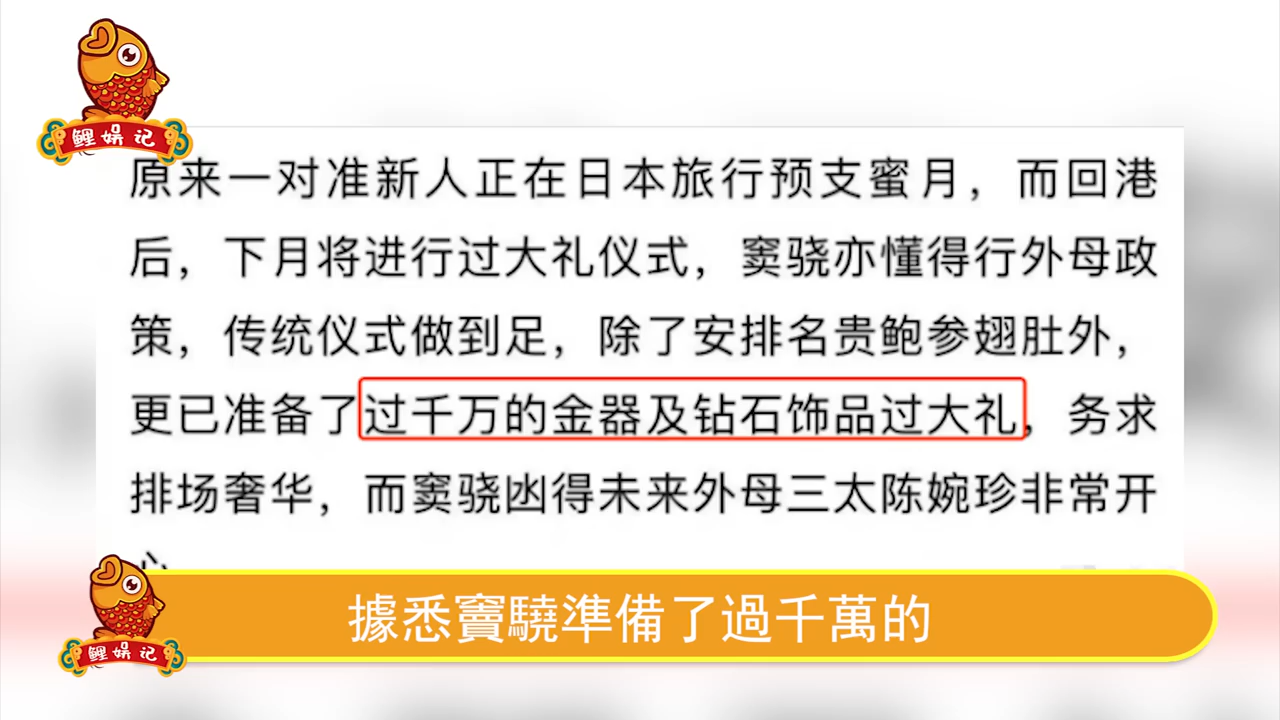 鲤娱记
原来一对准新人正在日本旅行预支蜜月，而回港
后，下月将进行过大礼仪式，窦骁亦懂得行外母政
策，传统仪式做到足，除了安排名贵鲍参翅肚外，
更已准备了过千万的金器及钻石饰品过大礼，务求
排场奢华，而窦骁凼得未来外母三太陈婉珍非常开
鲤娱记
據悉竇驍準備了過千萬的